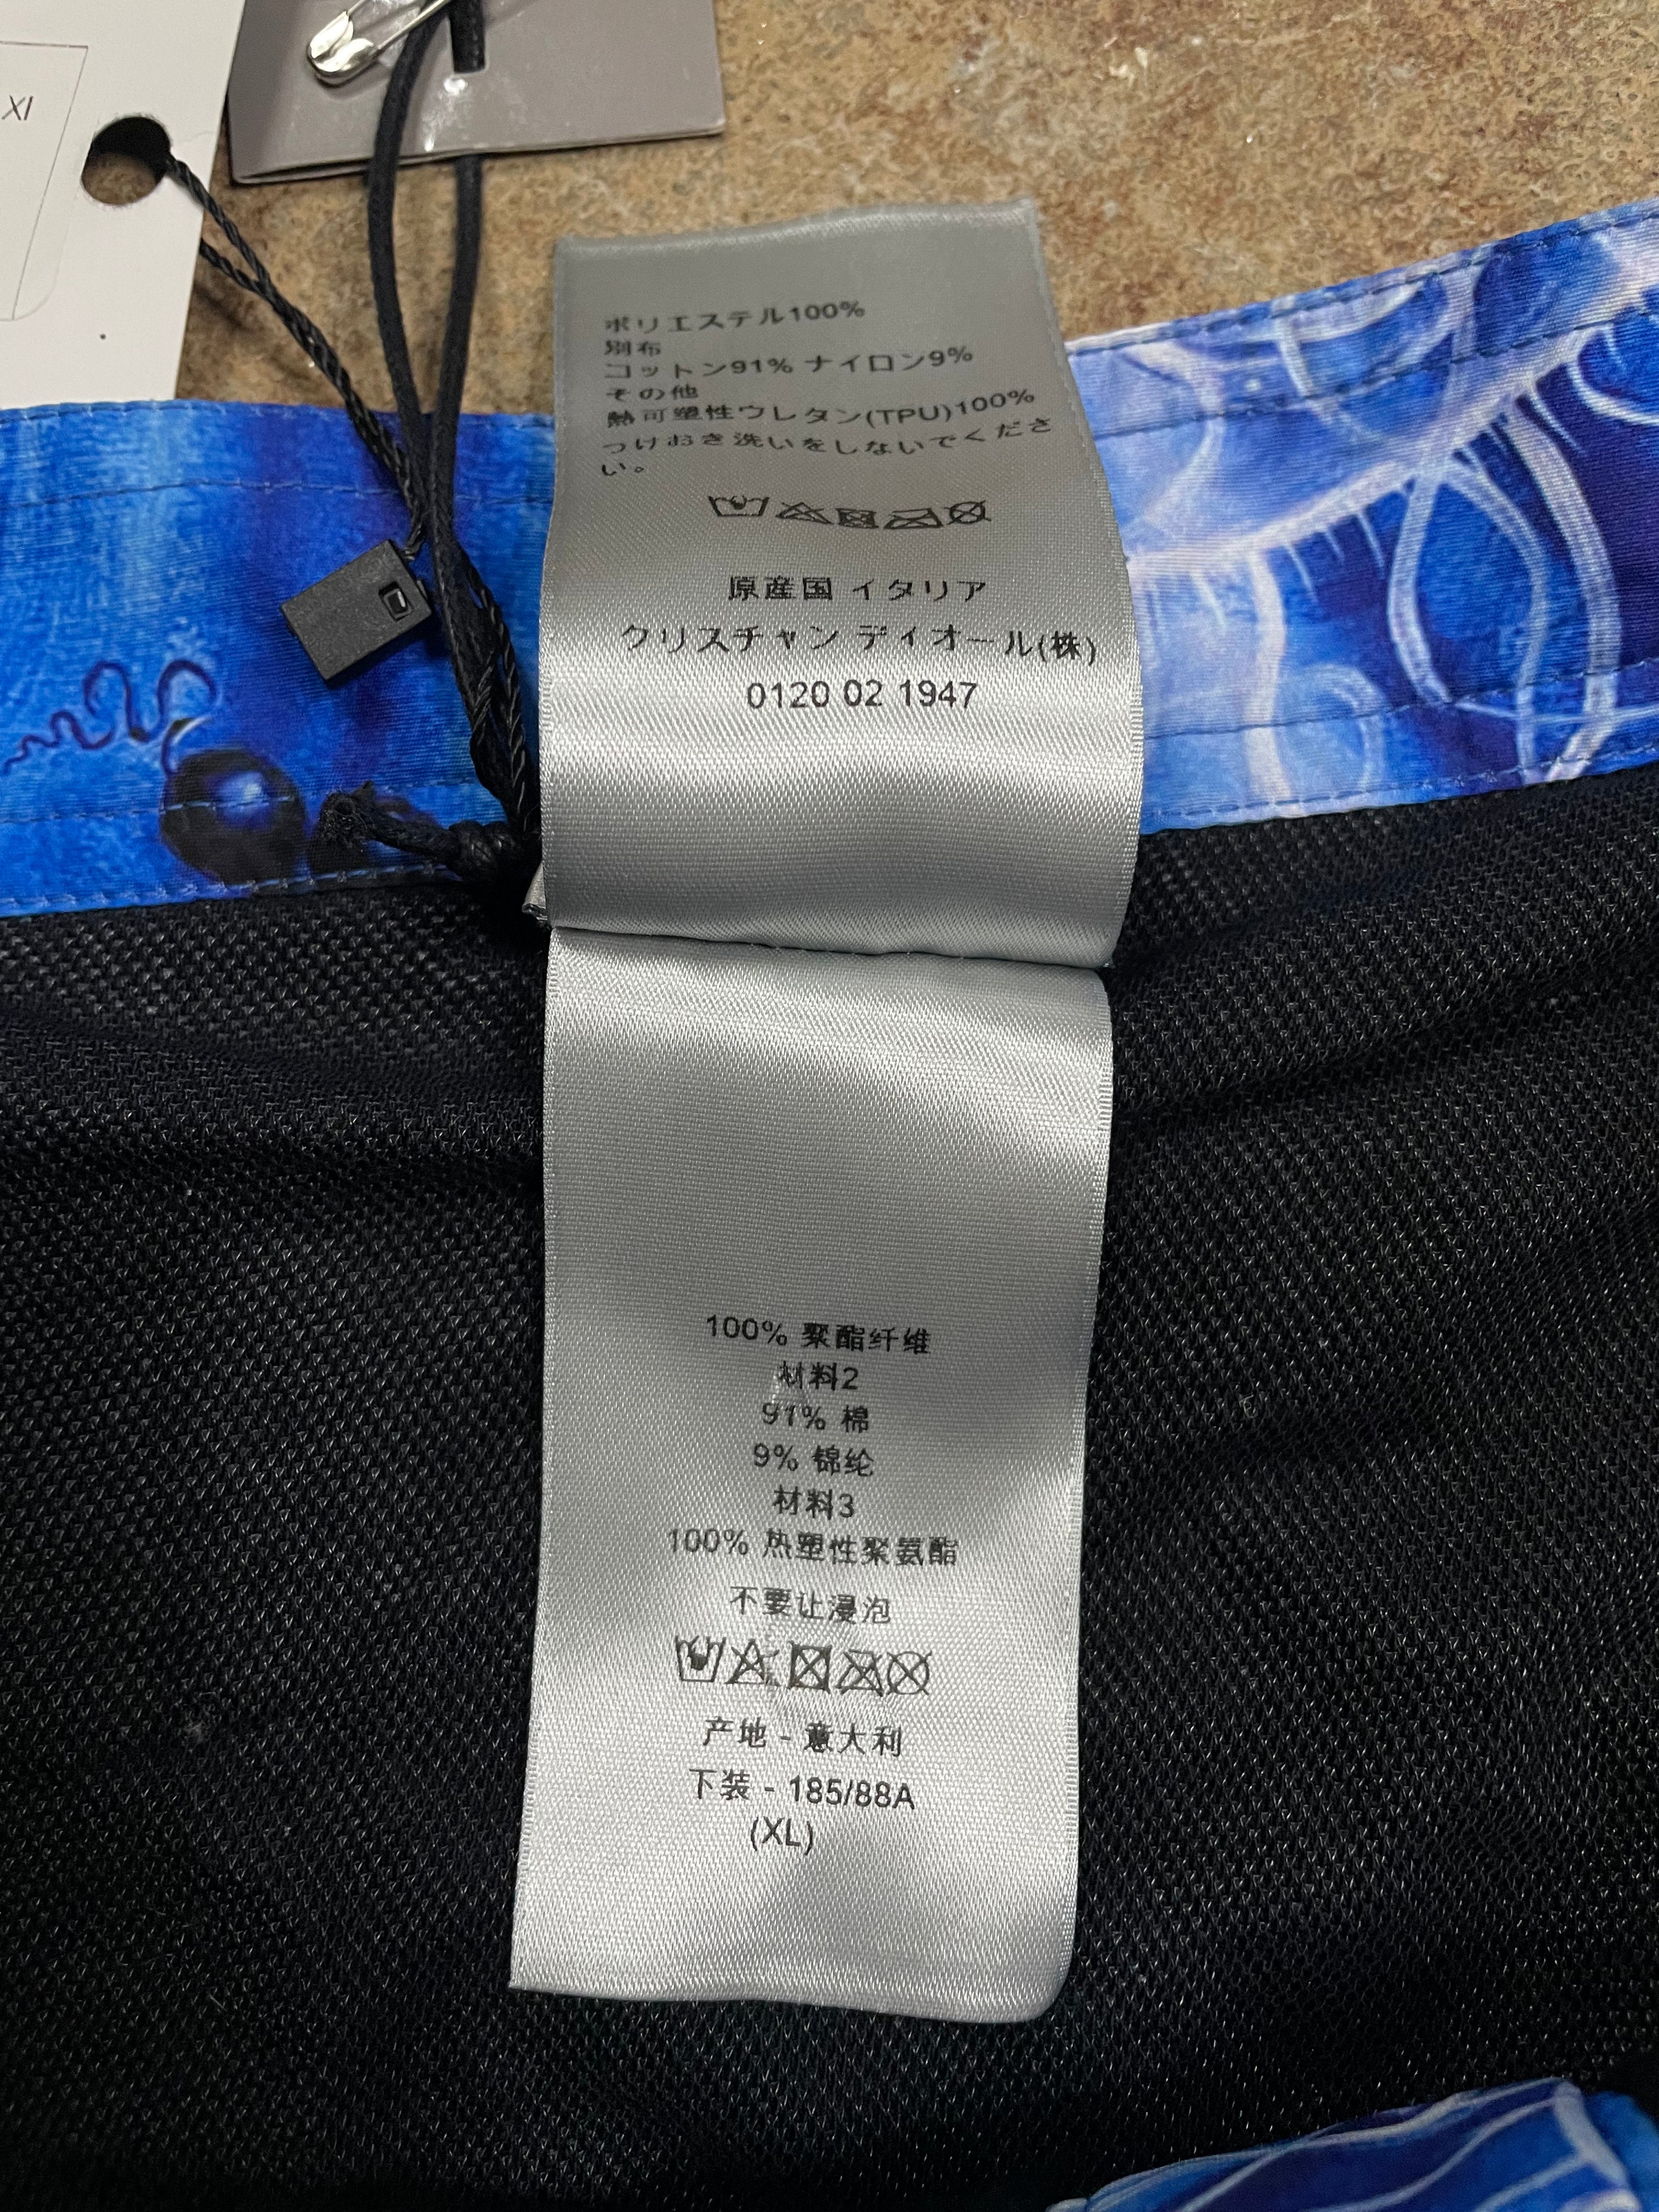 XL
ポリエステル100%
別布
コットン91% ナイロン9%
その他
熱可塑性ウレタン(TPU)100%
つけおき洗いをしないでくださ
い。
原産国 イタリア
クリスチャン ディオール(株)
0120 02 1947
100% 聚酯纤维
材料2
91% 棉
9% 锦纶
材料3
100% 热塑性聚氨酯
不要让浸泡
产地 - 意大利
下装 - 185/88A
(XL)